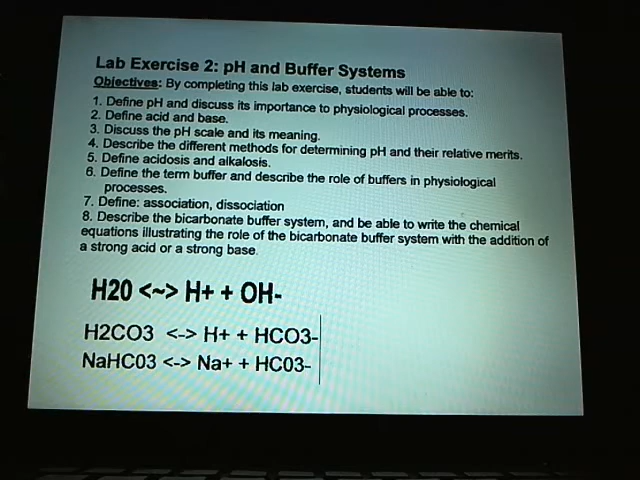 Lab Exercise 2: pH and Buffer Systems
Objectives: By completing this lab exercise, students will be able to:
1. Define pH and discuss its importance to physiological processes.
2. Define acid and base.
3. Discuss the pH scale and its meaning.
4. Describe the different methods for determining pH and their relative merits.
5. Define acidosis and alkalosis.
6. Define the term buffer and describe the role of buffers in physiological
processes.
7. Define: association, dissociation
8. Describe the bicarbonate buffer system, and be able to write the chemical
equations illustrating the role of the bicarbonate buffer system with the addition of
a strong acid or a strong base.
H20 <~> H+ + OH-
H2CO3 <-> H+ + HCO3-
NaHC03 <-> Na+ + HC03-